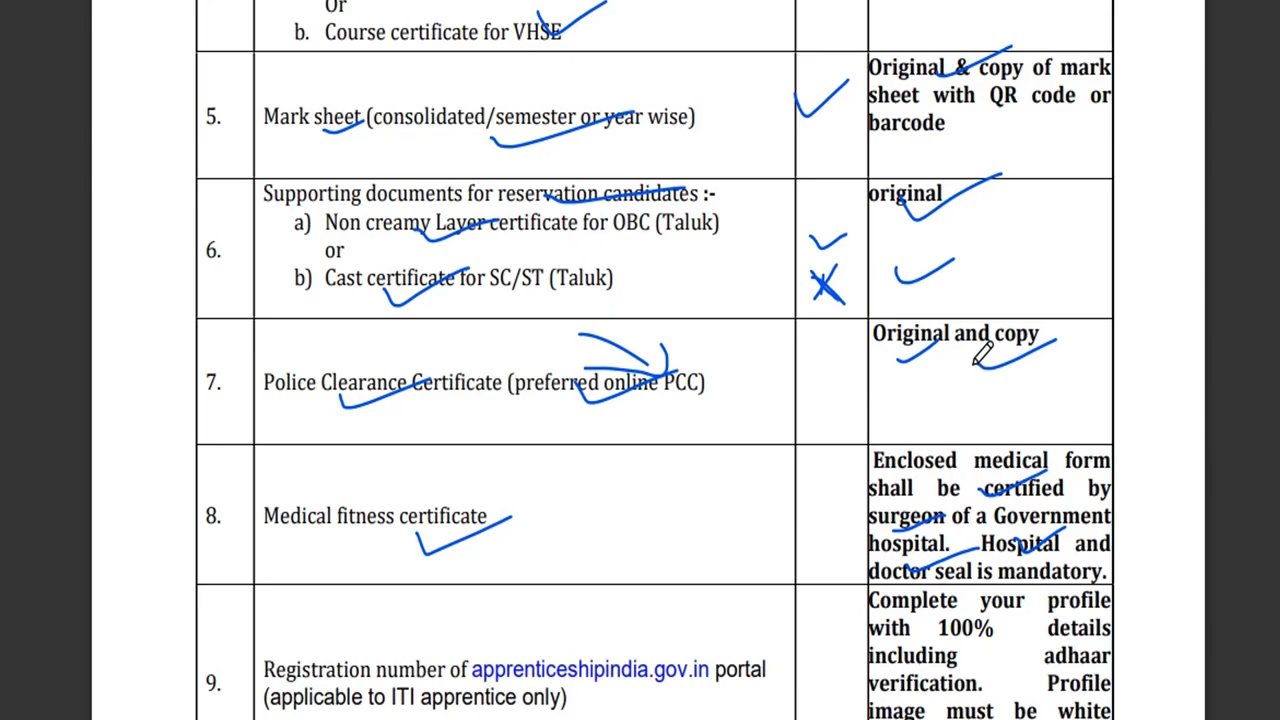 Or
b. Course certificate for VHSE
5.
Mark sheet (consolidated/semester or year wise)
Original & copy of mark
sheet with QR code or
barcode
6.
Supporting documents for reservation candidates :-
a) Non creamy Layer certificate for OBC (Taluk)
or
b) Cast certificate for SC/ST (Taluk)
original
7.
Police Clearance Certificate (preferred online PCC)
Original and copy
8.
Medical fitness certificate
Enclosed medical form
shall be certified by
surgeon of a Government
hospital. Hospital and
doctor seal is mandatory.
9.
Registration number of apprenticeshipindia.gov.in portal
(applicable to ITI apprentice only)
Complete your profile
with 100% details
including adhaar
verification. Profile
image must be white